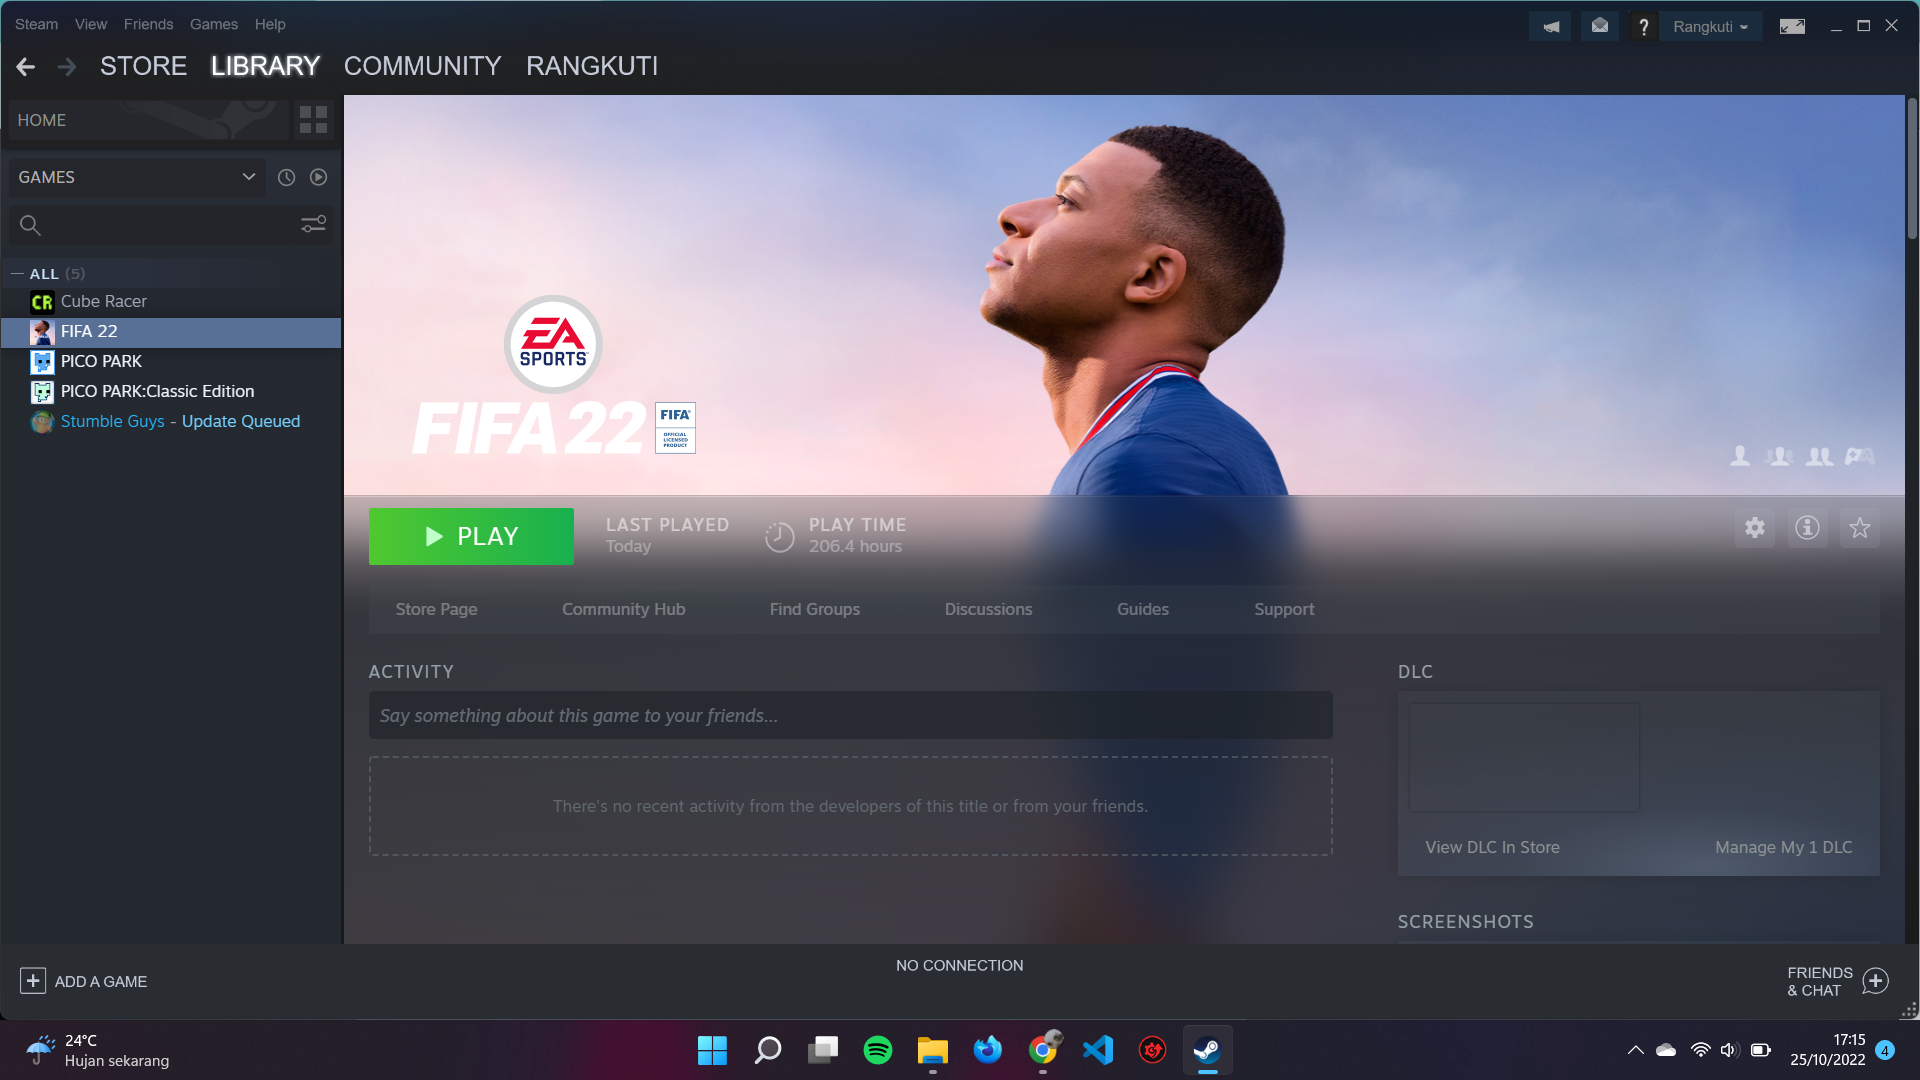 Steam View Friends Games Help
Rangkuti
STORE LIBRARY COMMUNITY RANGKUTI
HOME
GAMES
ALL (5)
CR Cube Racer
FIFA 22
PICO PARK
PICO PARK:Classic Edition
Stumble Guys - Update Queued
EA
SPORTS
FIFA 22
FIFA
OFFICIAL
LICENSED
PRODUCT
PLAY
LAST PLAYED
Today
PLAY TIME
206.4 hours
Store Page Community Hub Find Groups Discussions Guides Support
ACTIVITY
Say something about this game to your friends...
There's no recent activity from the developers of this title or from your friends.
DLC
View DLC In Store Manage My 1 DLC
SCREENSHOTS
ADD A GAME
NO CONNECTION
FRIENDS
& CHAT
24°C
Hujan sekarang
17:15
25/10/2022
4